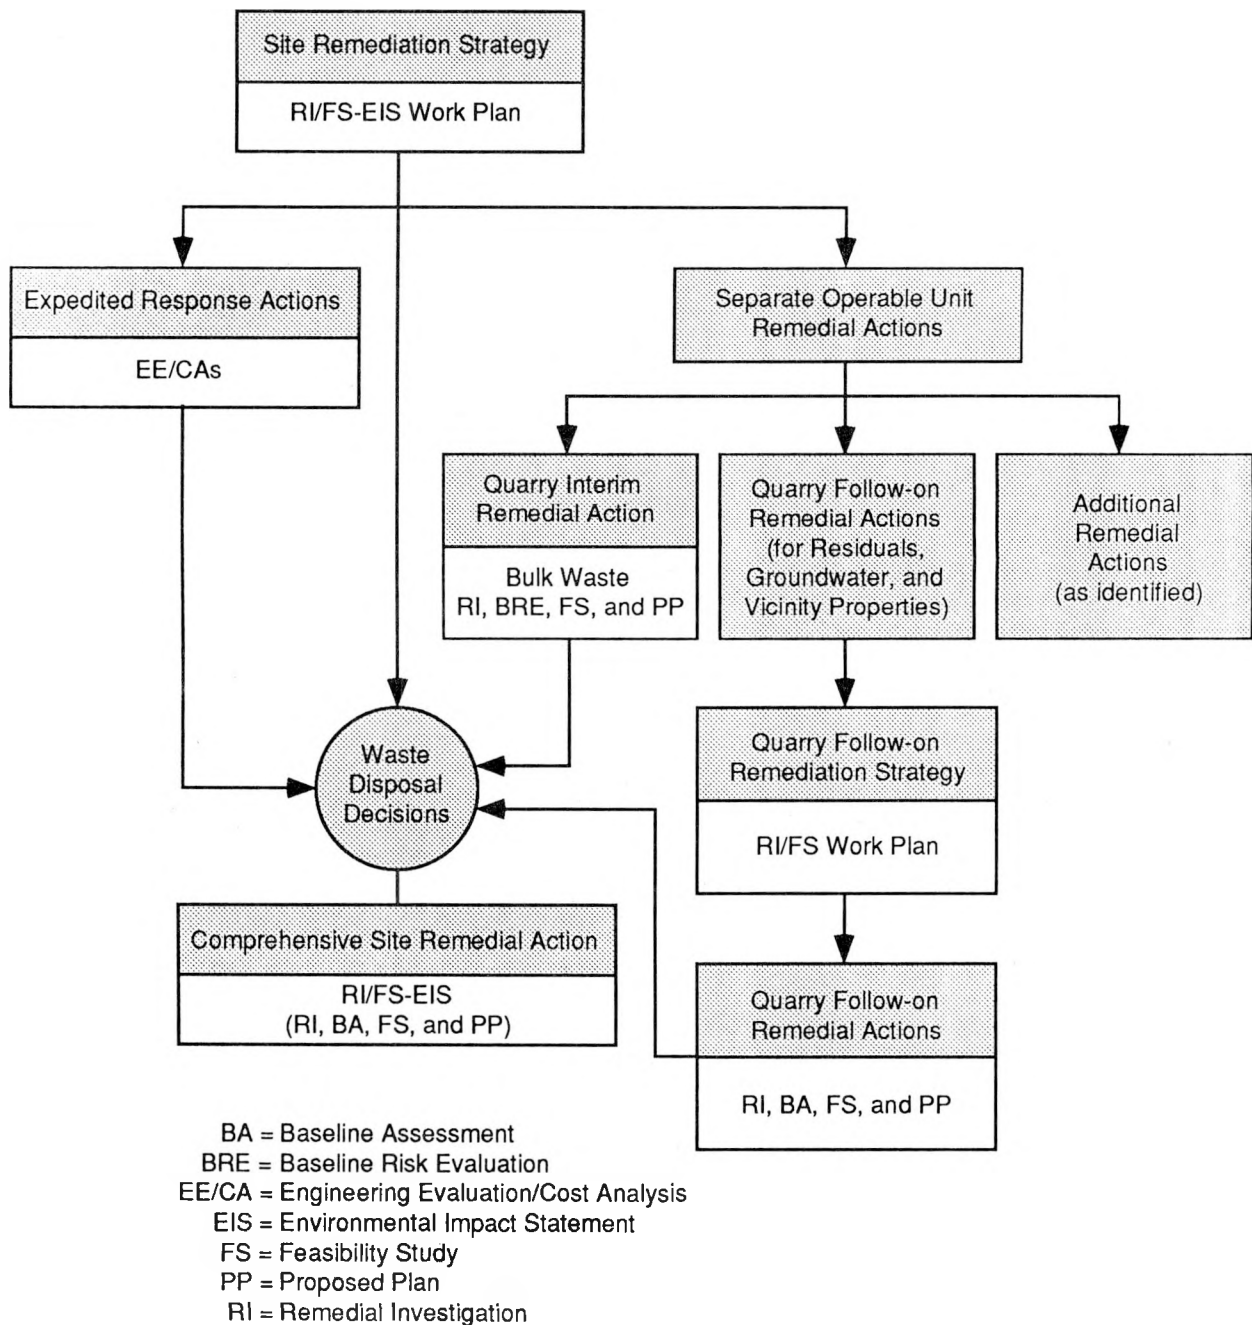 Site Remediation Strategy
RI/FS-EIS Work Plan
Expedited Response Actions
EE/CAs
Separate Operable Unit
Remedial Actions
Quarry Interim
Remedial Action
Bulk Waste
RI, BRE, FS, and PP
Quarry Follow-on
Remedial Actions
(for Residuals,
Groundwater, and
Vicinity Properties)
Additional
Remedial
Actions
(as identified)
Waste
Disposal
Decisions
Quarry Follow-on
Remediation Strategy
RI/FS Work Plan
Comprehensive Site Remedial Action
RI/FS-EIS
(RI, BA, FS, and PP)
Quarry Follow-on
Remedial Actions
RI, BA, FS, and PP
BA = Baseline Assessment
BRE = Baseline Risk Evaluation
EE/CA = Engineering Evaluation/Cost Analysis
EIS = Environmental Impact Statement
FS = Feasibility Study
PP = Proposed Plan
RI = Remedial Investigation